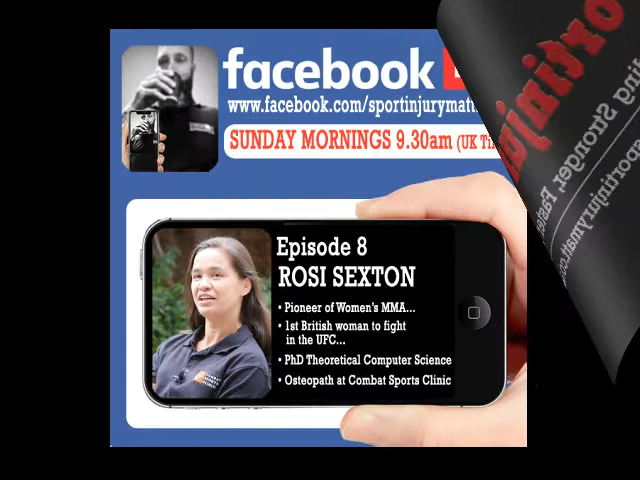 facebook
www.facebook.com/sportinjurymatt
SUNDAY MORNINGS 9.30am (UK
Episode 8
ROSI SEXTON
• Pioneer of Women's MMA...
• 1st British woman to fight
in the UFC...
• PhD Theoretical Computer Science
• Osteopath at Combat Sports Clinic